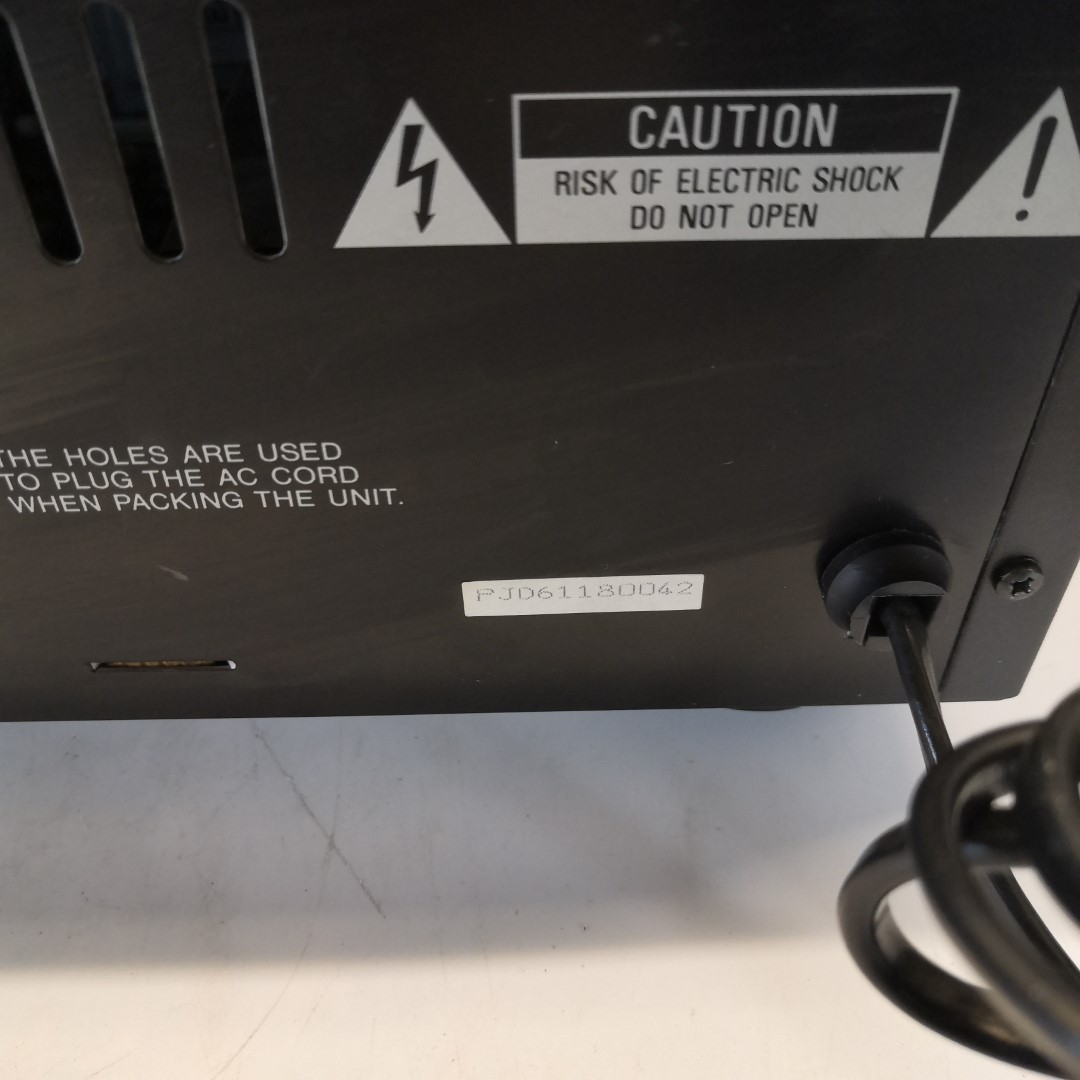 CAUTION
RISK OF ELECTRIC SHOCK
DO NOT OPEN
THE HOLES ARE USED
TO PLUG THE AC CORD
WHEN PACKING THE UNIT.
PJD61180042